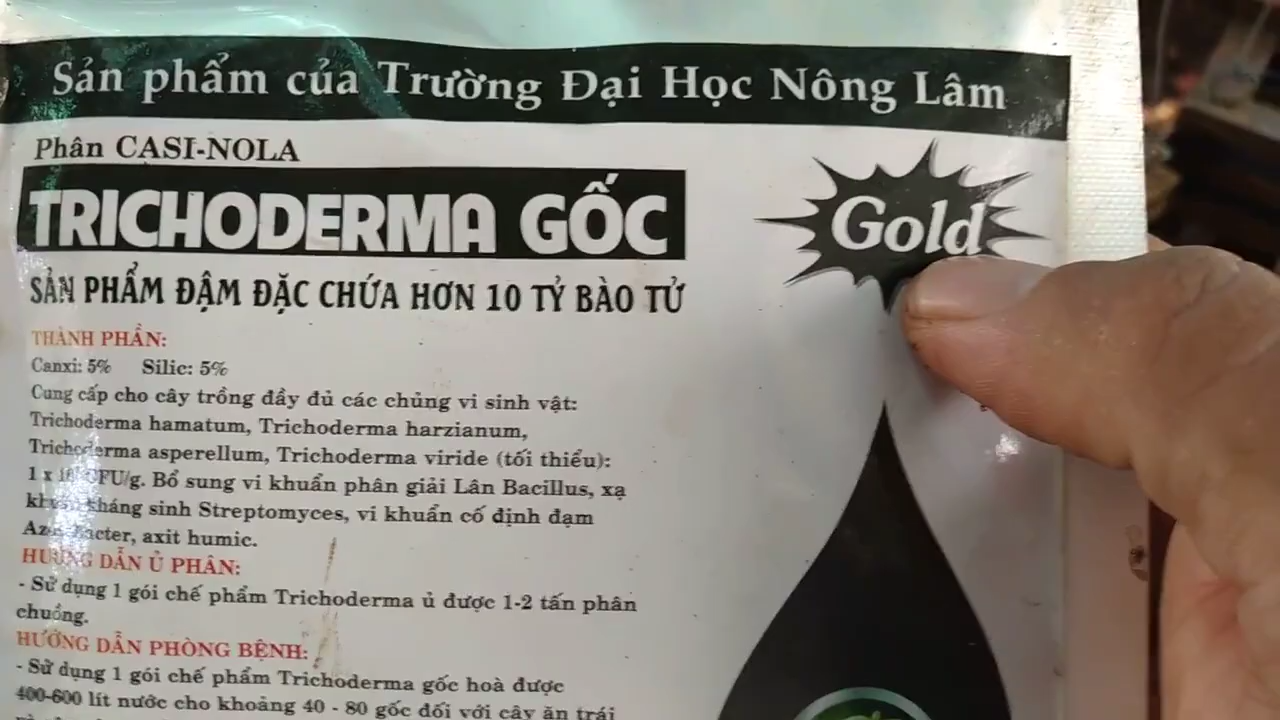 Sản phẩm của Trường Đại Học Nông Lâm
Phân CASI-NOLA
TRICHODERMA GỐC
Gold
SẢN PHẨM ĐẬM ĐẶC CHỨA HƠN 10 TỶ BÀO TỬ
THÀNH PHẦN:
Canxi: 5% Silic: 5%
Cung cấp cho cây trồng đầy đủ các chủng vi sinh vật:
Trichoderma hamatum, Trichoderma harzianum,
Trichoderma asperellum, Trichoderma viride (tối thiểu):
1 x CFU/g. Bổ sung vi khuẩn phân giải Lân Bacillus, xạ
khuẩn kháng sinh Streptomyces, vi khuẩn cố định đạm
Azotobacter, axit humic.
HƯỚNG DẪN Ủ PHÂN:
- Sử dụng 1 gói chế phẩm Trichoderma ủ được 1-2 tấn phân
chuồng.
HƯỚNG DẪN PHÒNG BỆNH:
- Sử dụng 1 gói chế phẩm Trichoderma gốc hoà được
400-600 lít nước cho khoảng 40 - 80 gốc đối với cây ăn trái